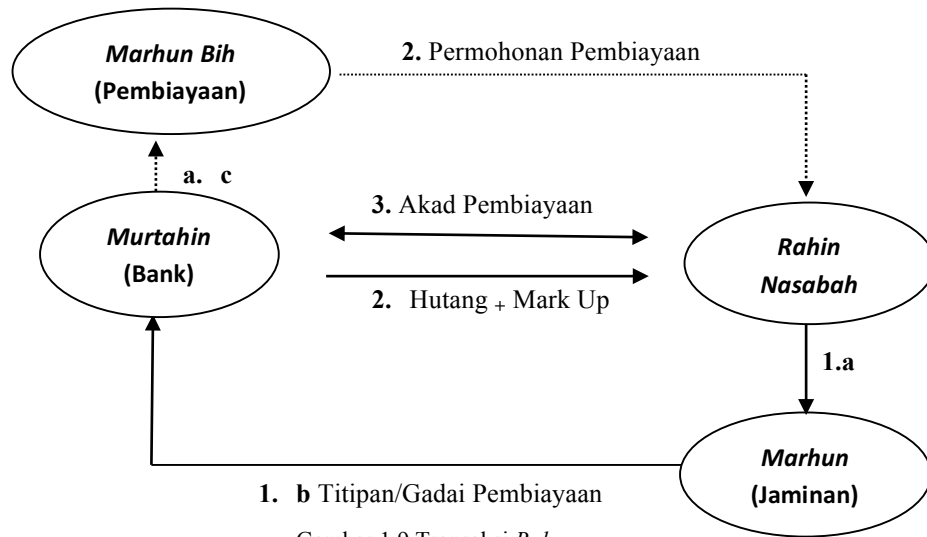 Marhun Bih
(Pembiayaan)
2. Permohonan Pembiayaan
a. c
Murtahin
(Bank)
3. Akad Pembiayaan
2. Hutang + Mark Up
Rahin
Nasabah
1.a
Marhun
(Jaminan)
1. b Titipan/Gadai Pembiayaan